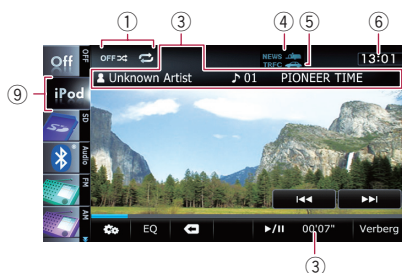 ① ③ ④ ⑤ ⑥
OFF NEWS 13:01
TRFC
Off OFF
Unknown Artist ♪ 01 PIONEER TIME
⑨ iPod
SD
Audio
FM
AM
EQ ►/II 00'07" Verberg
③